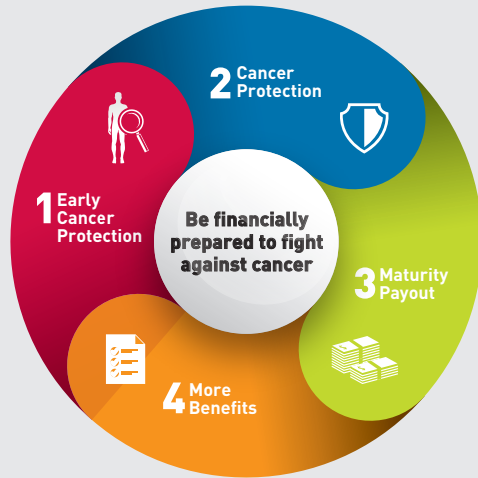 1 Early
Cancer
Protection
2 Cancer
Protection
3 Maturity
Payout
4 More
Benefits
Be financially
prepared to fight
against cancer